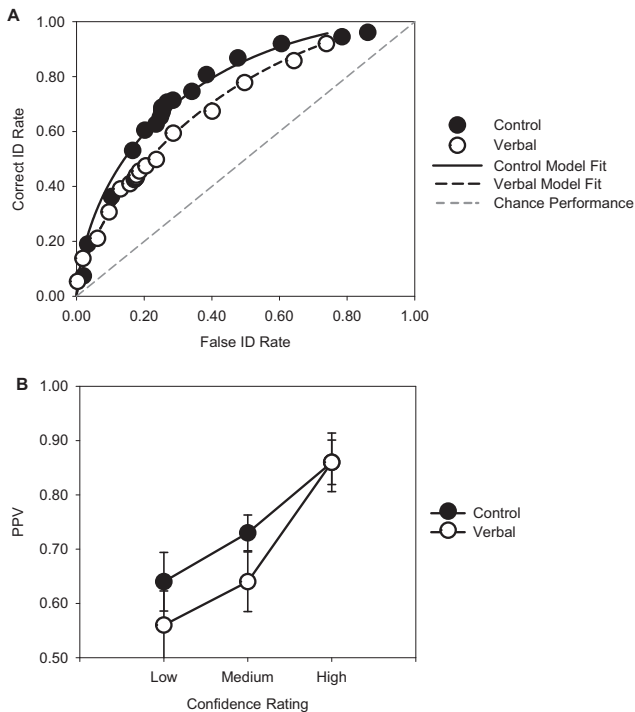 A
1.00
0.80
0.60
0.40
0.20
0.00
Correct ID Rate
0.00 0.20 0.40 0.60 0.80 1.00
False ID Rate
Control
Verbal
Control Model Fit
Verbal Model Fit
Chance Performance
B
1.00
0.90
0.80
0.70
0.60
0.50
PPV
Low Medium High
Confidence Rating
Control
Verbal